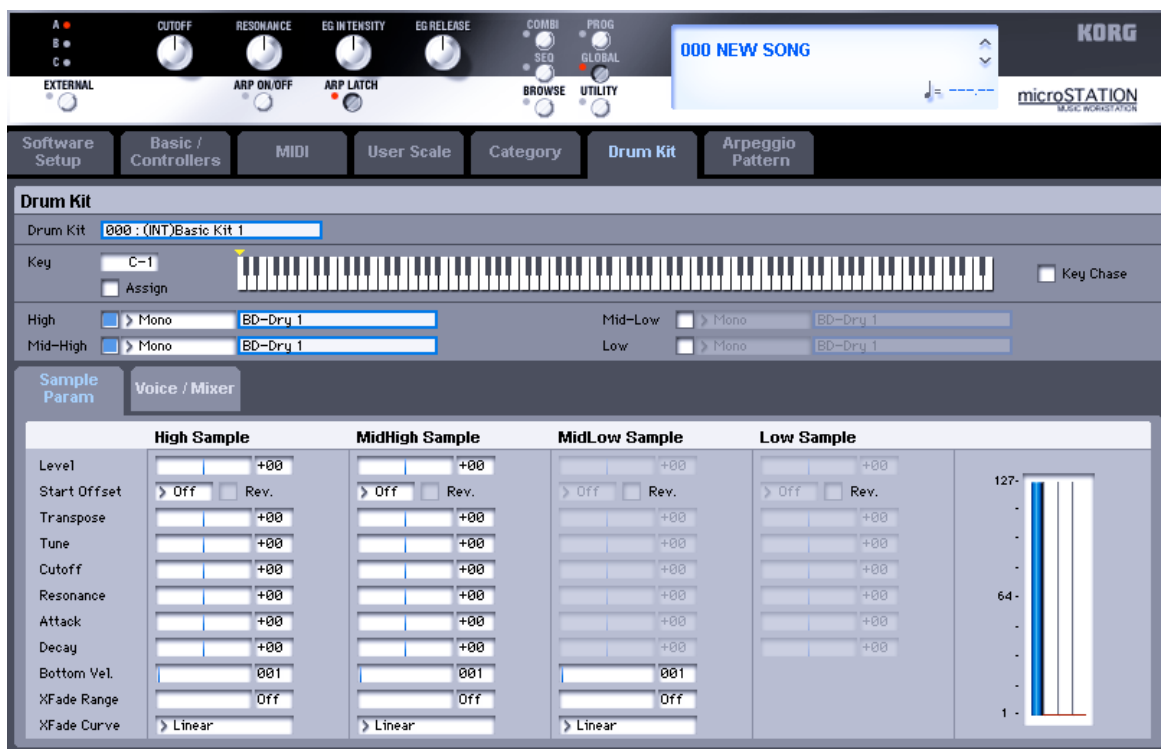 A
B
C
CUTOFF RESONANCE EG INTENSITY EG RELEASE
COMBI PROG
SEQ GLOBAL
BROWSE UTILITY
EXTERNAL ARP ON/OFF ARP LATCH
000 NEW SONG
♩= ---.--
KORG
microSTATION
MUSIC WORKSTATION
Software Setup
Basic / Controllers
MIDI
User Scale
Category
Drum Kit
Arpeggio Pattern
Drum Kit
Drum Kit 000 : (INT)Basic Kit 1
Key C-1
Assign
Key Chase
High > Mono BD-Dry 1 Mid-Low > Mono BD-Dry 1
Mid-High > Mono BD-Dry 1 Low > Mono BD-Dry 1
Sample Param
Voice / Mixer
High Sample MidHigh Sample MidLow Sample Low Sample
Level +00 +00 +00 +00
Start Offset > Off Rev. > Off Rev. > Off Rev. > Off Rev.
Transpose +00 +00 +00 +00
Tune +00 +00 +00 +00
Cutoff +00 +00 +00 +00
Resonance +00 +00 +00 +00
Attack +00 +00 +00 +00
Decay +00 +00 +00 +00
Bottom Vel. 001 001 001
XFade Range Off Off Off
XFade Curve > Linear > Linear > Linear
127-
64-
1 -